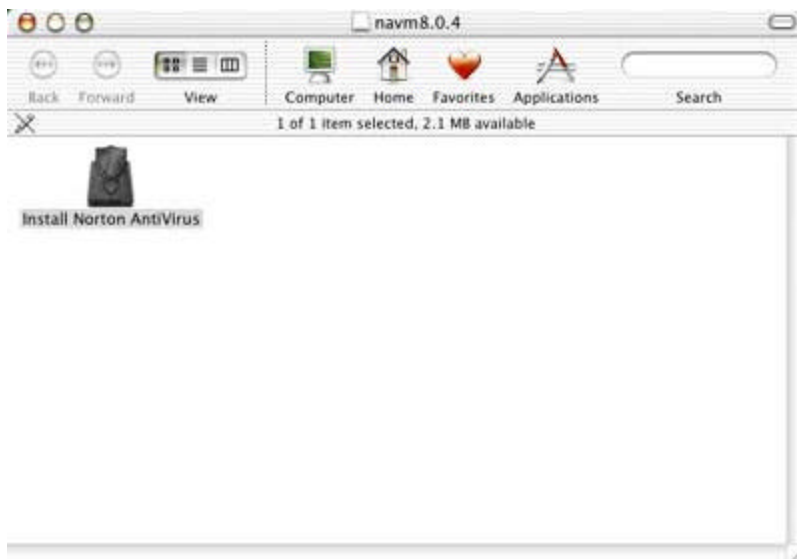 navm8.0.4
Back Forward View Computer Home Favorites Applications Search
1 of 1 item selected, 2.1 MB available
Install Norton AntiVirus